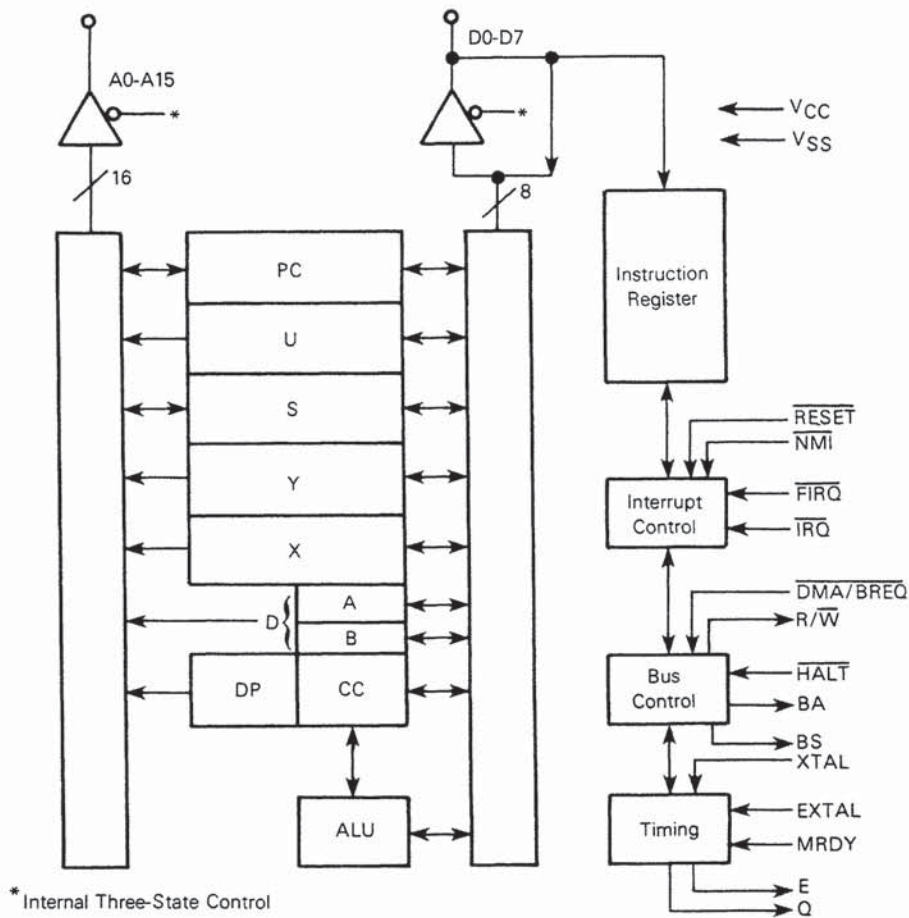 D0-D7
A0-A15
*
*
VCC
VSS
16
8
PC
U
S
Y
X
D{
A
B
DP
CC
ALU
Instruction
Register
RESET
NMI
Interrupt
Control
FIRQ
IRQ
DMA/BREQ
R/W
Bus
Control
HALT
BA
BS
XTAL
Timing
EXTAL
MRDY
E
Q
*Internal Three-State Control